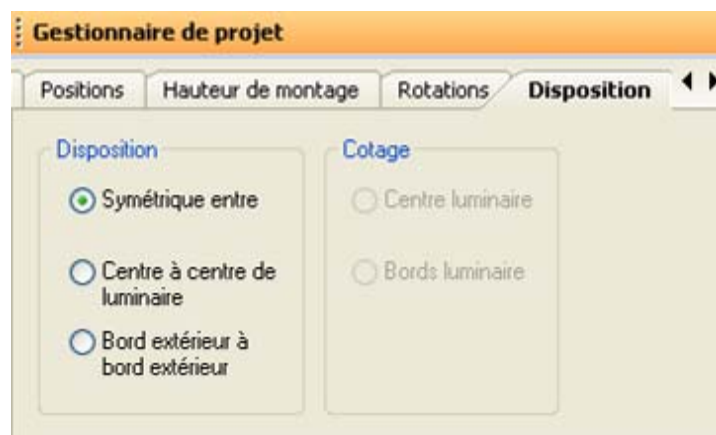 Gestionnaire de projet
Positions Hauteur de montage Rotations Disposition
Disposition
Symétrique entre
Centre à centre de
luminaire
Bord extérieur à
bord extérieur
Cotage
Centre luminaire
Bords luminaire